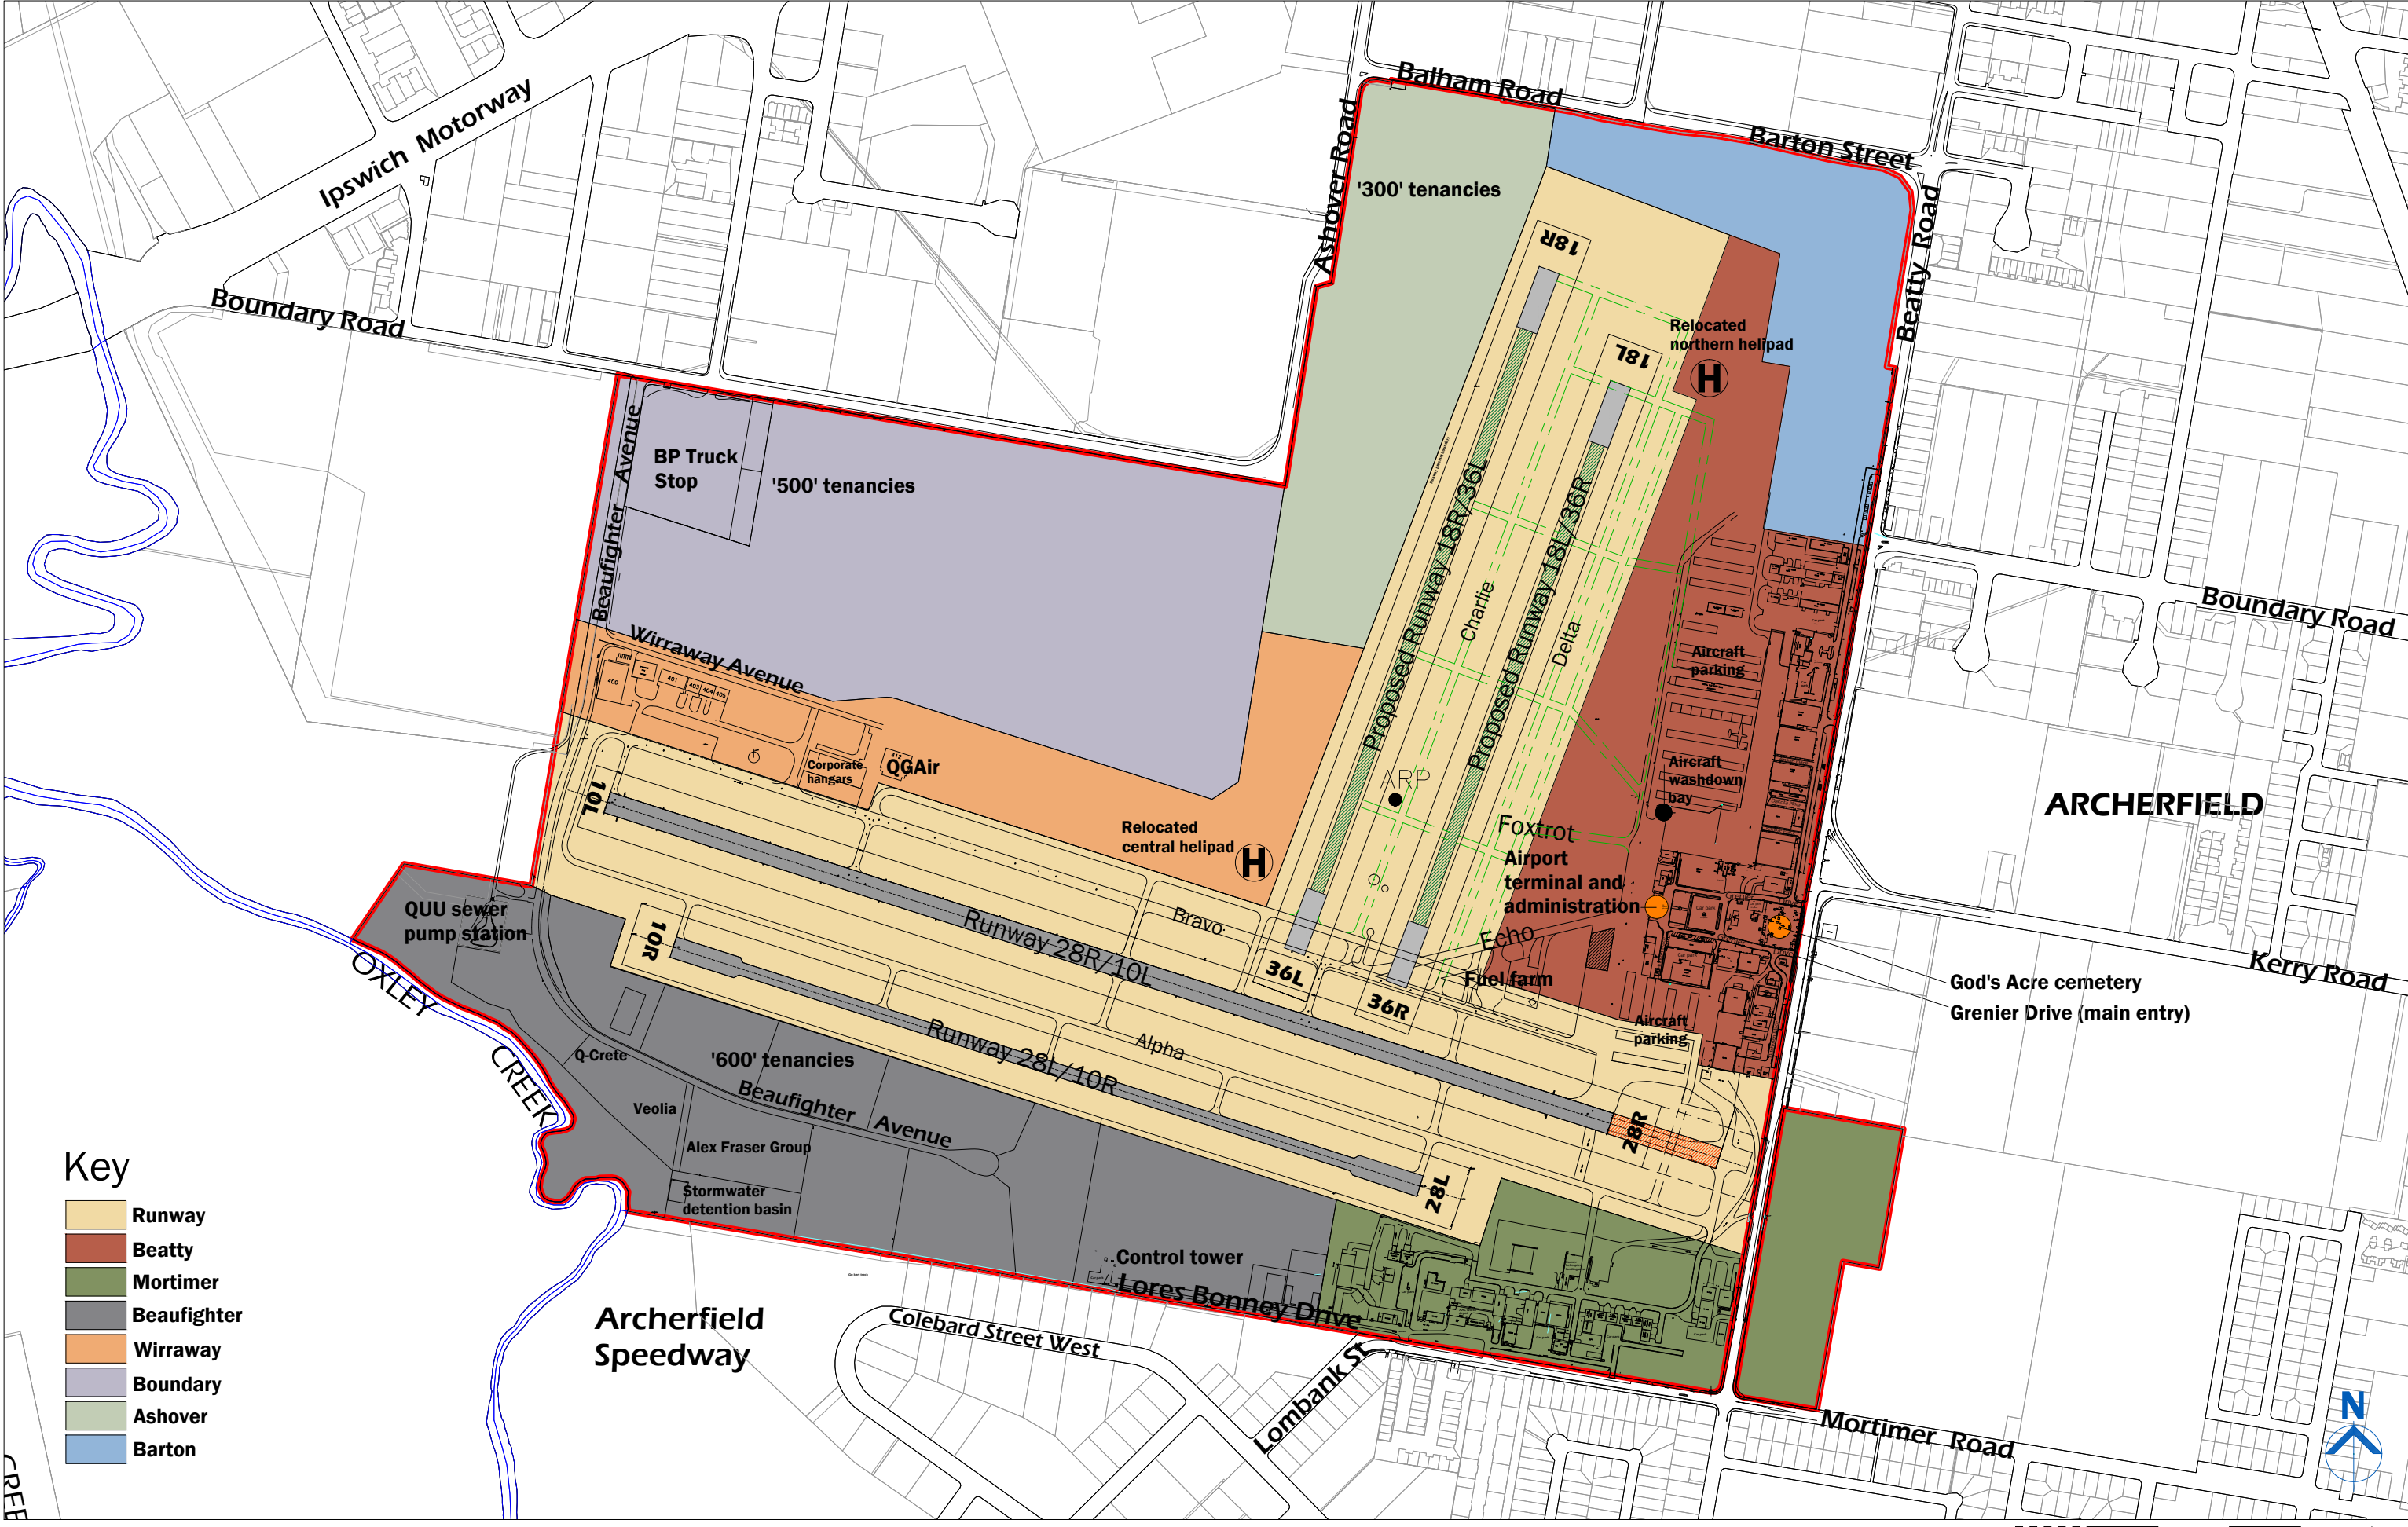 Balham Road
Barton Street
Ipswich Motorway
Ashover Road
'300' tenancies
Beatty Road
18R
Boundary Road
Relocated
northern helipad
18L
H
Beaufighter Avenue
BP Truck
Stop
'500' tenancies
Proposed Runway 18R/36L
Proposed Runway 18L/36R
Charlie
Delta
Boundary Road
Wirraway Avenue
Aircraft
parking
400
401
403
404
405
Corporate
hangars
412
QGAir
ARP
Aircraft
washdown
bay
ARCHERFIELD
10L
Relocated
central helipad
H
Foxtrot
Airport
terminal and
administration
QUU sewer
pump station
10R
Runway 28R/10L
Bravo
Echo
36L
36R
Fuel farm
Kerry Road
God's Acre cemetery
Grenier Drive (main entry)
OXLEY
CREEK
Q-Crete
'600' tenancies
Runway 28L/10R
Alpha
Aircraft
parking
Beaufighter Avenue
Veolia
Alex Fraser Group
28R
Stormwater
detention basin
28L
Control tower
Lores Bonney Drive
Archerfield
Speedway
Colebard Street West
Lombank St
Mortimer Road
N
Key
Runway
Beatty
Mortimer
Beaufighter
Wirraway
Boundary
Ashover
Barton